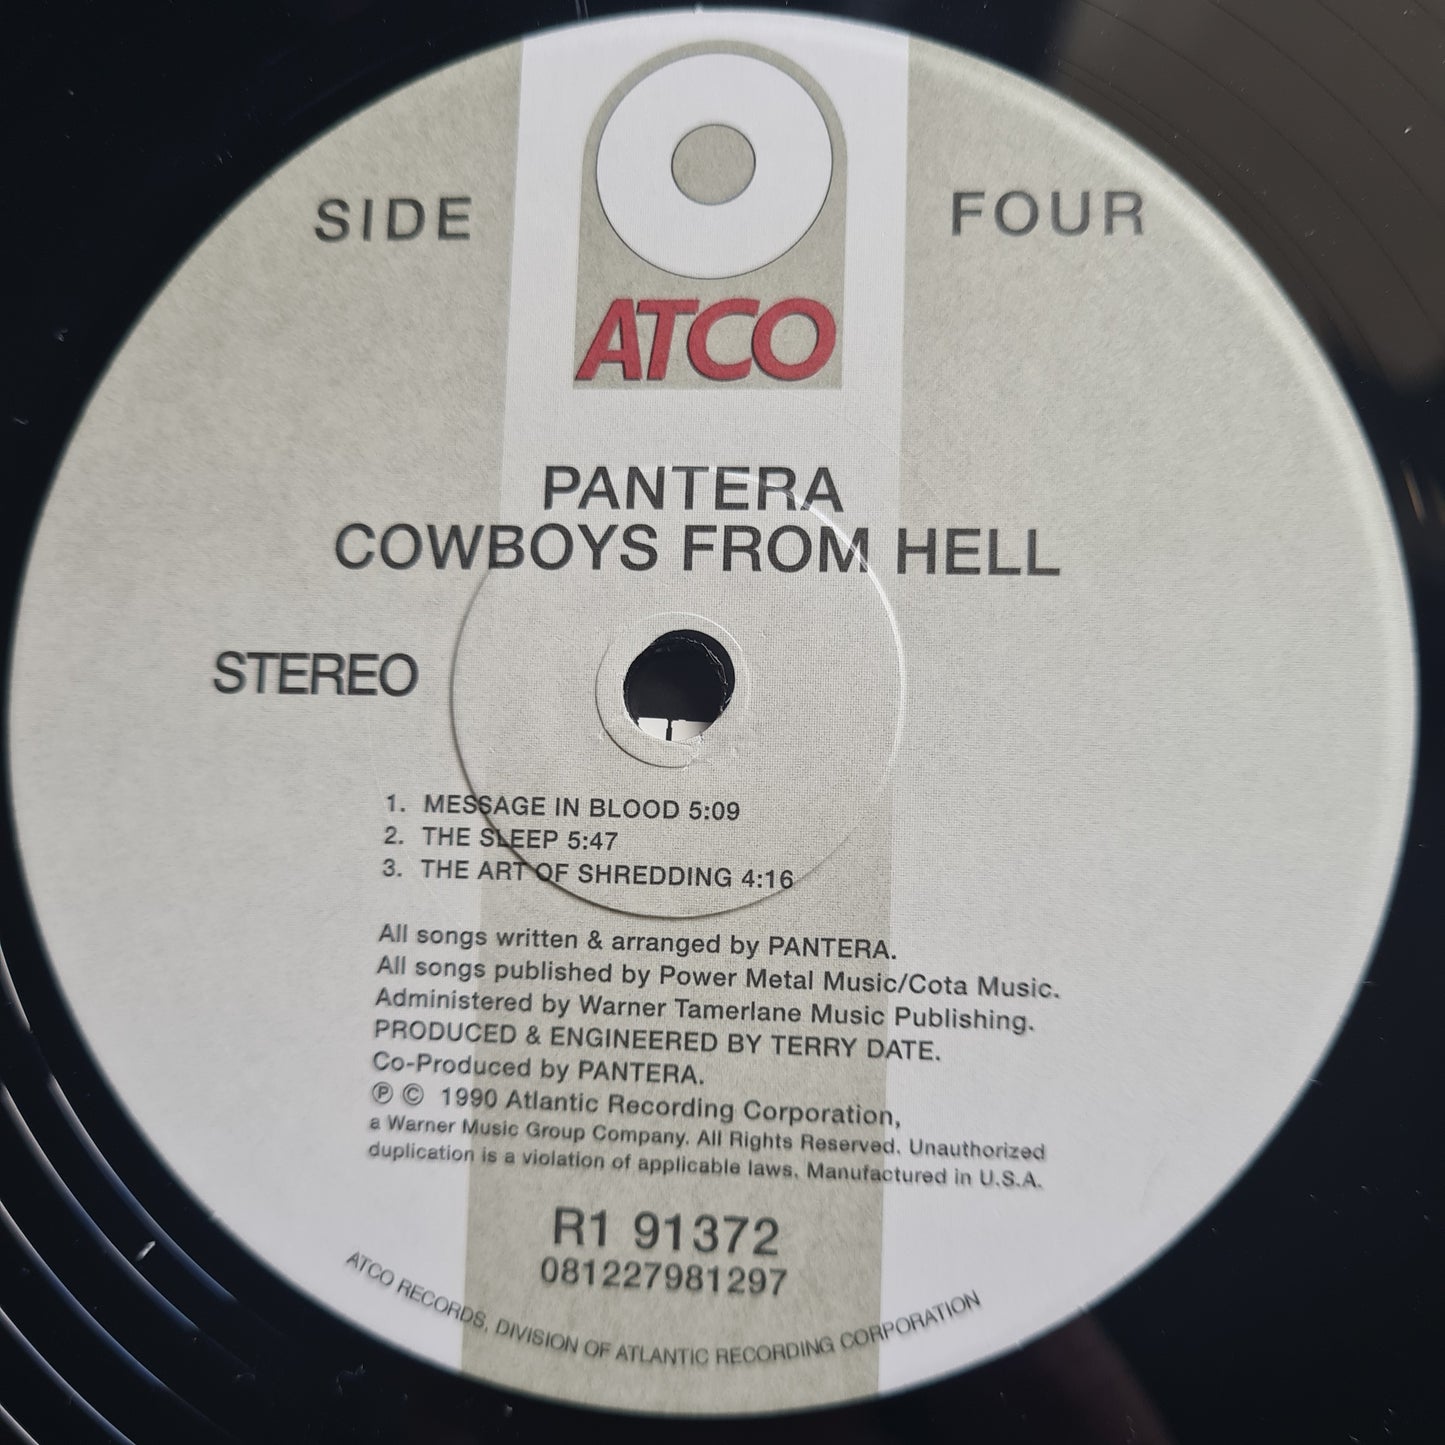 SIDE FOUR
ATCO
PANTERA
COWBOYS FROM HELL
STEREO
1. MESSAGE IN BLOOD 5:09
2. THE SLEEP 5:47
3. THE ART OF SHREDDING 4:16
All songs written & arranged by PANTERA.
All songs published by Power Metal Music/Cota Music.
Administered by Warner Tamerlane Music Publishing.
PRODUCED & ENGINEERED BY TERRY DATE.
Co-Produced by PANTERA.
℗ © 1990 Atlantic Recording Corporation,
a Warner Music Group Company. All Rights Reserved. Unauthorized
duplication is a violation of applicable laws. Manufactured in U.S.A.
R1 91372
081227981297
ATCO RECORDS, DIVISION OF ATLANTIC RECORDING CORPORATION